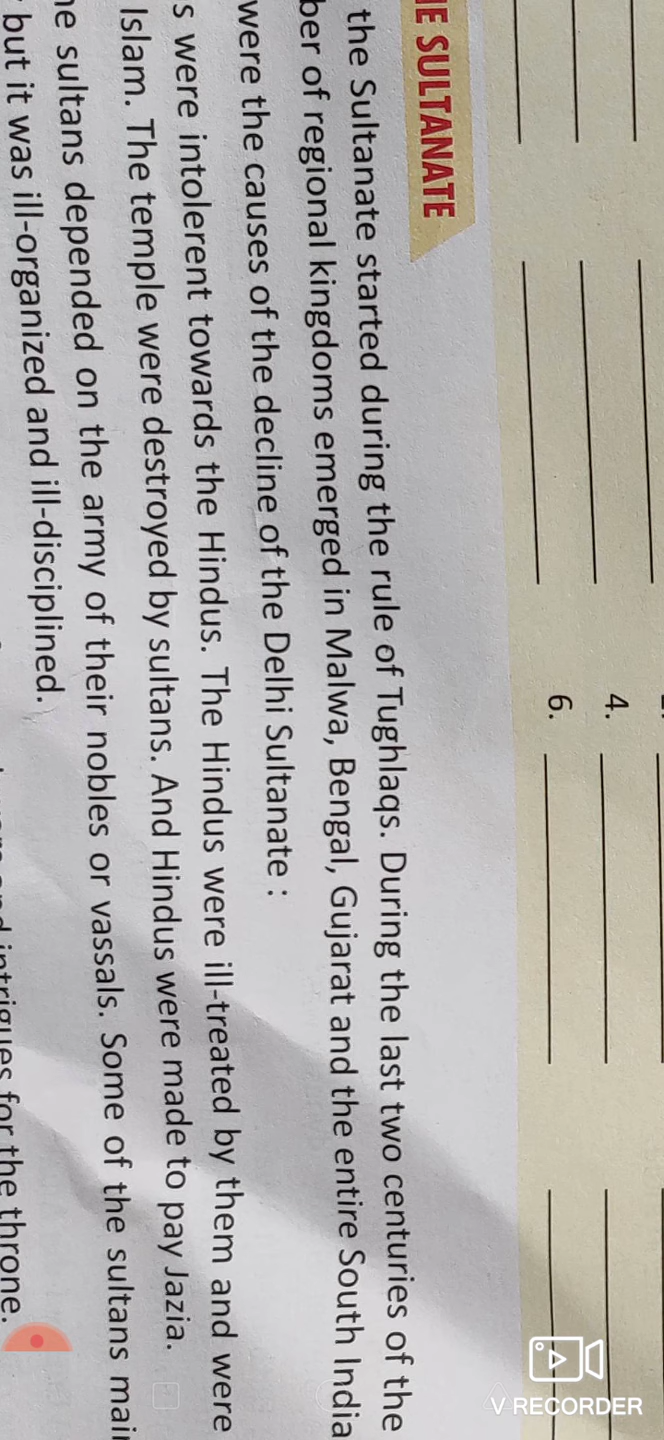 4.
6.
SULTANATE
the Sultanate started during the rule of Tughlaqs. During the last two centuries of the
of regional kingdoms emerged in Malwa, Bengal, Gujarat and the entire South India
were the causes of the decline of the Delhi Sultanate :
were intolerent towards the Hindus. The Hindus were ill-treated by them and were
Islam. The temple were destroyed by sultans. And Hindus were made to pay Jazia.
sultans depended on the army of their nobles or vassals. Some of the sultans
but it was ill-organized and ill-disciplined.
intrigues for the throne.
V RECORDER